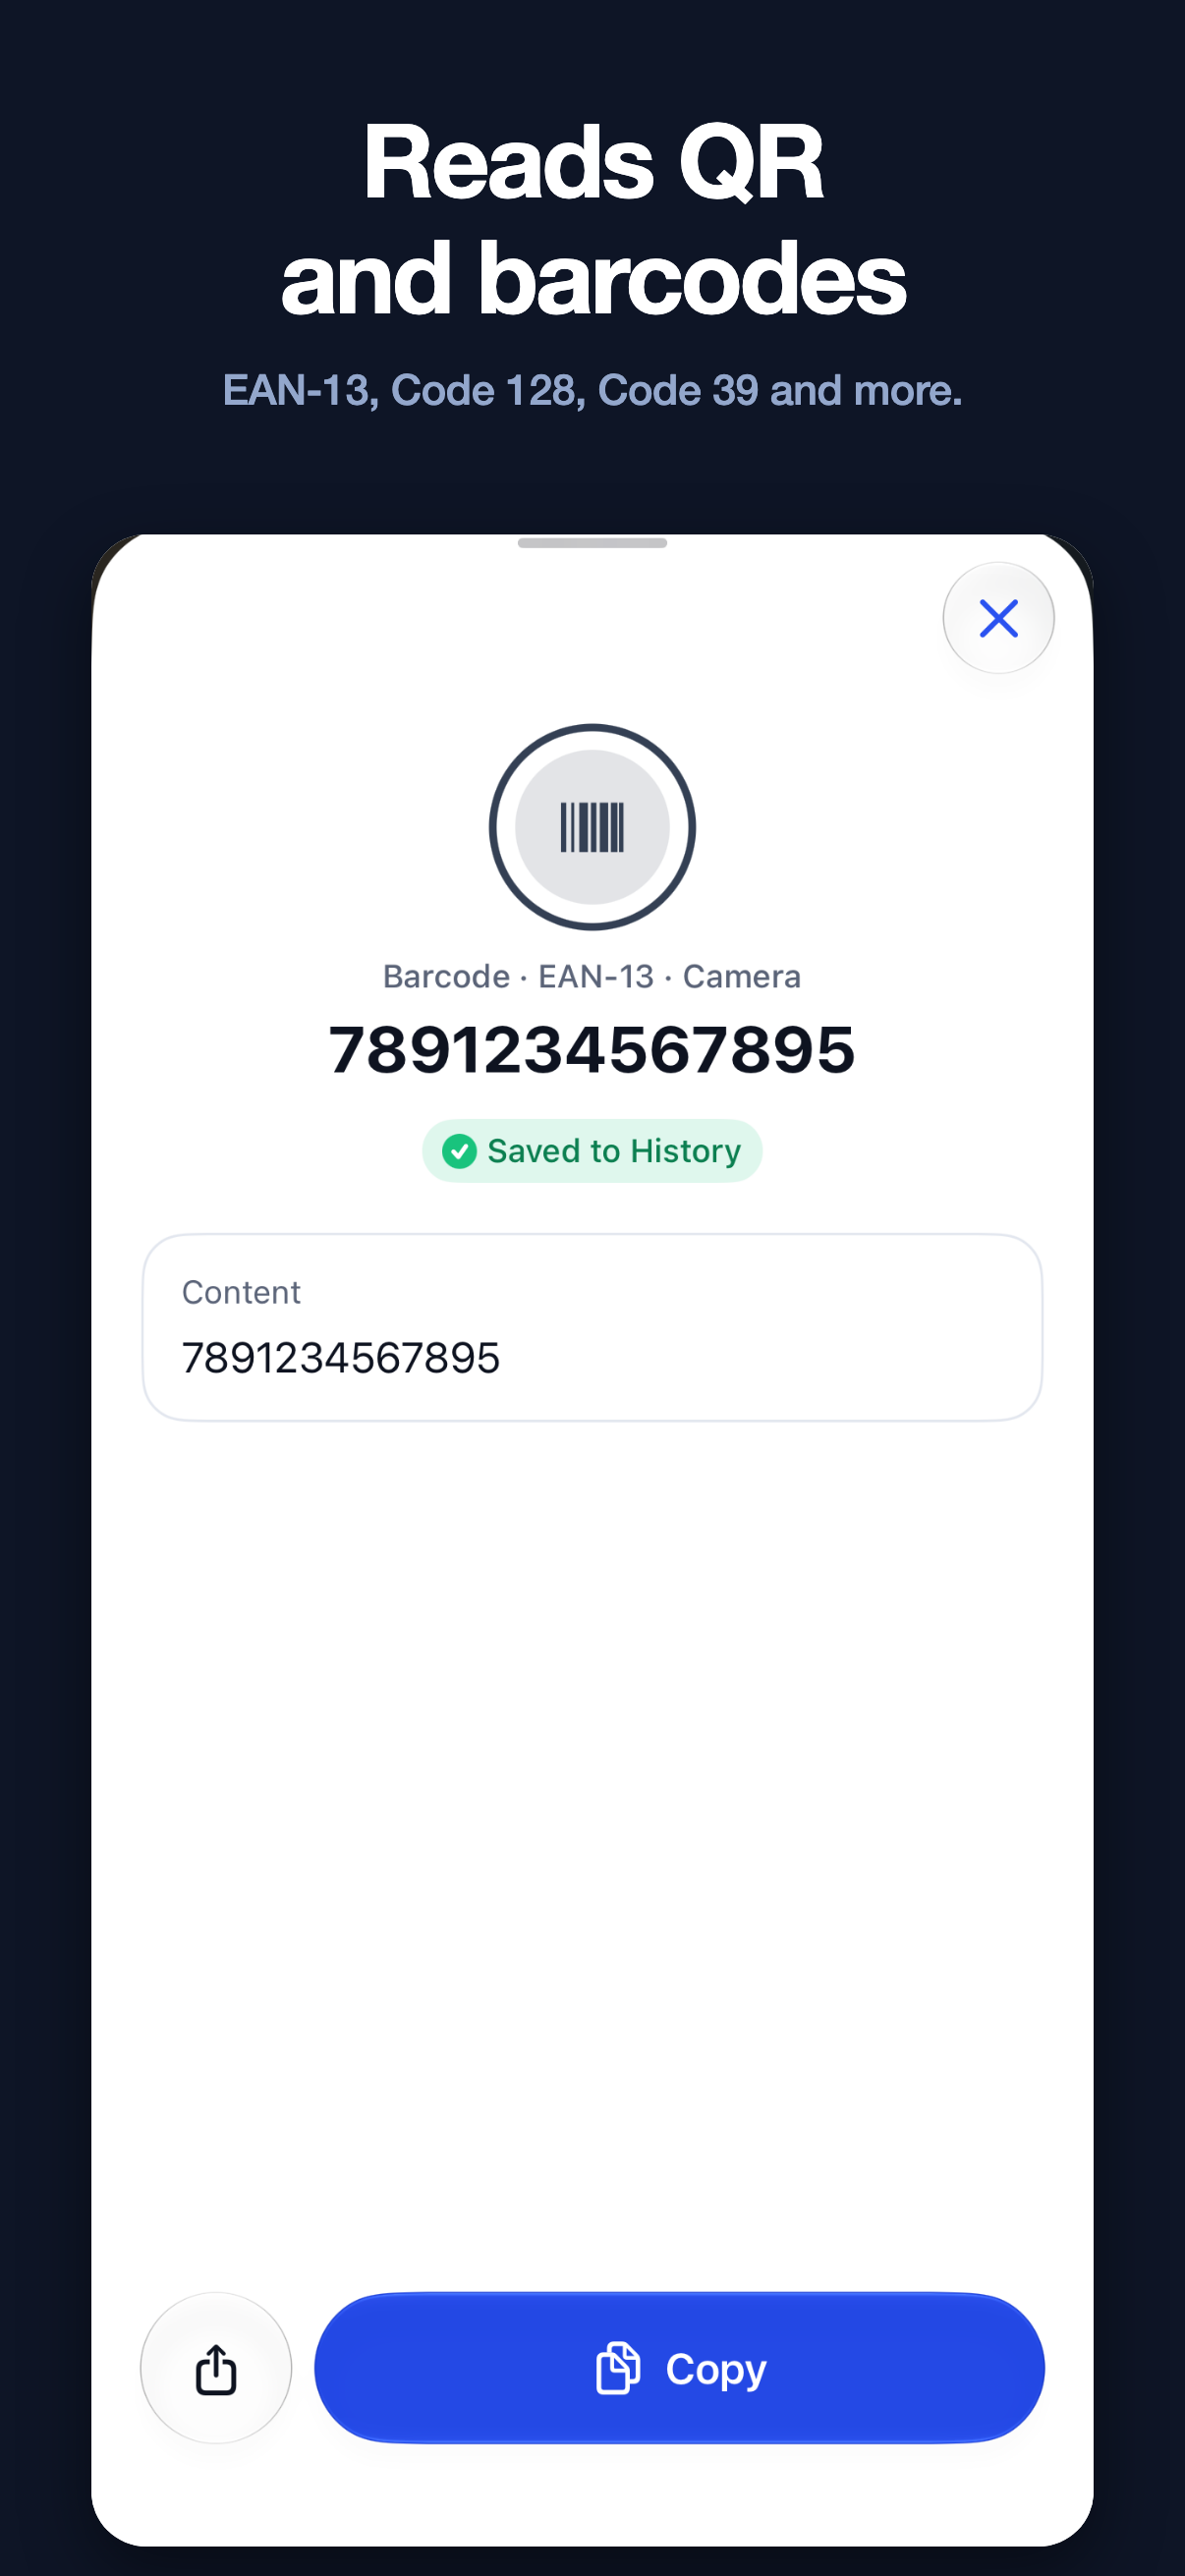 Reads QR
and barcodes
EAN-13, Code 128, Code 39 and more.
Barcode · EAN-13 · Camera
7891234567895
Saved to History
Content
7891234567895
Copy